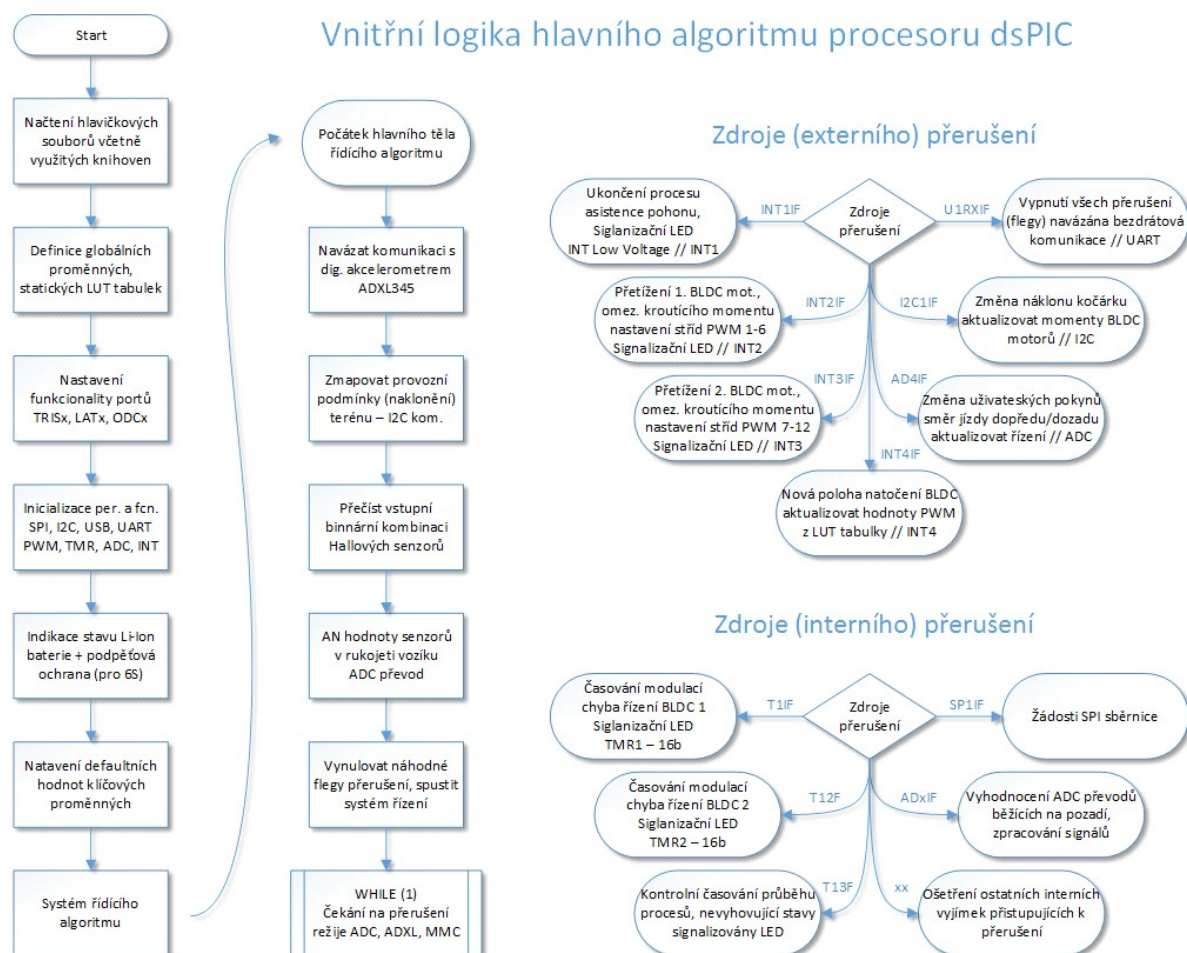 Vnitřní logika hlavního algoritmu procesoru dsPIC
Start
Načtení hlavičkových
souborů včetně
využitých knihoven
Definice globálních
proměnných,
statických LUT tabulek
Nastavení
funkcionality portů
TRISx, LATx, ODCx
Inicializace per. a fcn.
SPI, I2C, USB, UART
PWM, TMR, ADC, INT
Indikace stavu Li-Ion
baterie + podpěťová
ochrana (pro 6S)
Natavení defaultních
hodnot klíčových
proměnných
Systém řídícího
algoritmu
Počátek hlavního těla
řídícího algoritmu
Navázat komunikaci s
dig. akcelerometrem
ADXL345
Zmapovat provozní
podmínky (naklonění)
terénu – I2C kom.
Přečíst vstupní
binnární kombinaci
Hallových senzorů
AN hodnoty senzorů
v rukojeti vozíku
ADC převod
Vynulovat náhodné
flegy přerušení, spustit
systém řízení
WHILE (1)
Čekání na přerušení
režije ADC, ADXL, MMC
Zdroje (externího) přerušení
Ukončení procesu
asistence pohonu,
Siglanizační LED
INT Low Voltage // INT1
INT1IF
Zdroje
přerušení
U1RXIF
Vypnutí všech přerušení
(flegy) navázána bezdrátová
komunikace // UART
Přetížení 1. BLDC mot.,
omez. kroutícího momentu
nastavení stříd PWM 1-6
Signalizační LED // INT2
INT2IF
I2C1IF
Změna náklonu kočárku
aktualizovat momenty BLDC
motorů // I2C
Přetížení 2. BLDC mot.,
omez. kroutícího momentu
nastavení stříd PWM 7-12
Signalizační LED // INT3
INT3IF
AD4IF
Změna uživateských pokynů
směr jízdy dopředu/dozadu
aktualizovat řízení // ADC
INT4IF
Nová poloha natočení BLDC
aktualizovat hodnoty PWM
z LUT tabulky // INT4
Zdroje (interního) přerušení
Časování modulací
chyba řízení BLDC 1
Siglanizační LED
TMR1 – 16b
T1IF
Zdroje
přerušení
SP1IF
Žádosti SPI sběrnice
Časování modulací
chyba řízení BLDC 2
Siglanizační LED
TMR2 – 16b
T12F
ADxIF
Vyhodnocení ADC převodů
běžících na pozadí,
zpracování signálů
Kontrolní časování průběhu
procesů, nevyhovující stavy
signalizovány LED
T13F
xx
Ošetření ostatních interních
vyjímek přistupujících k
přerušení